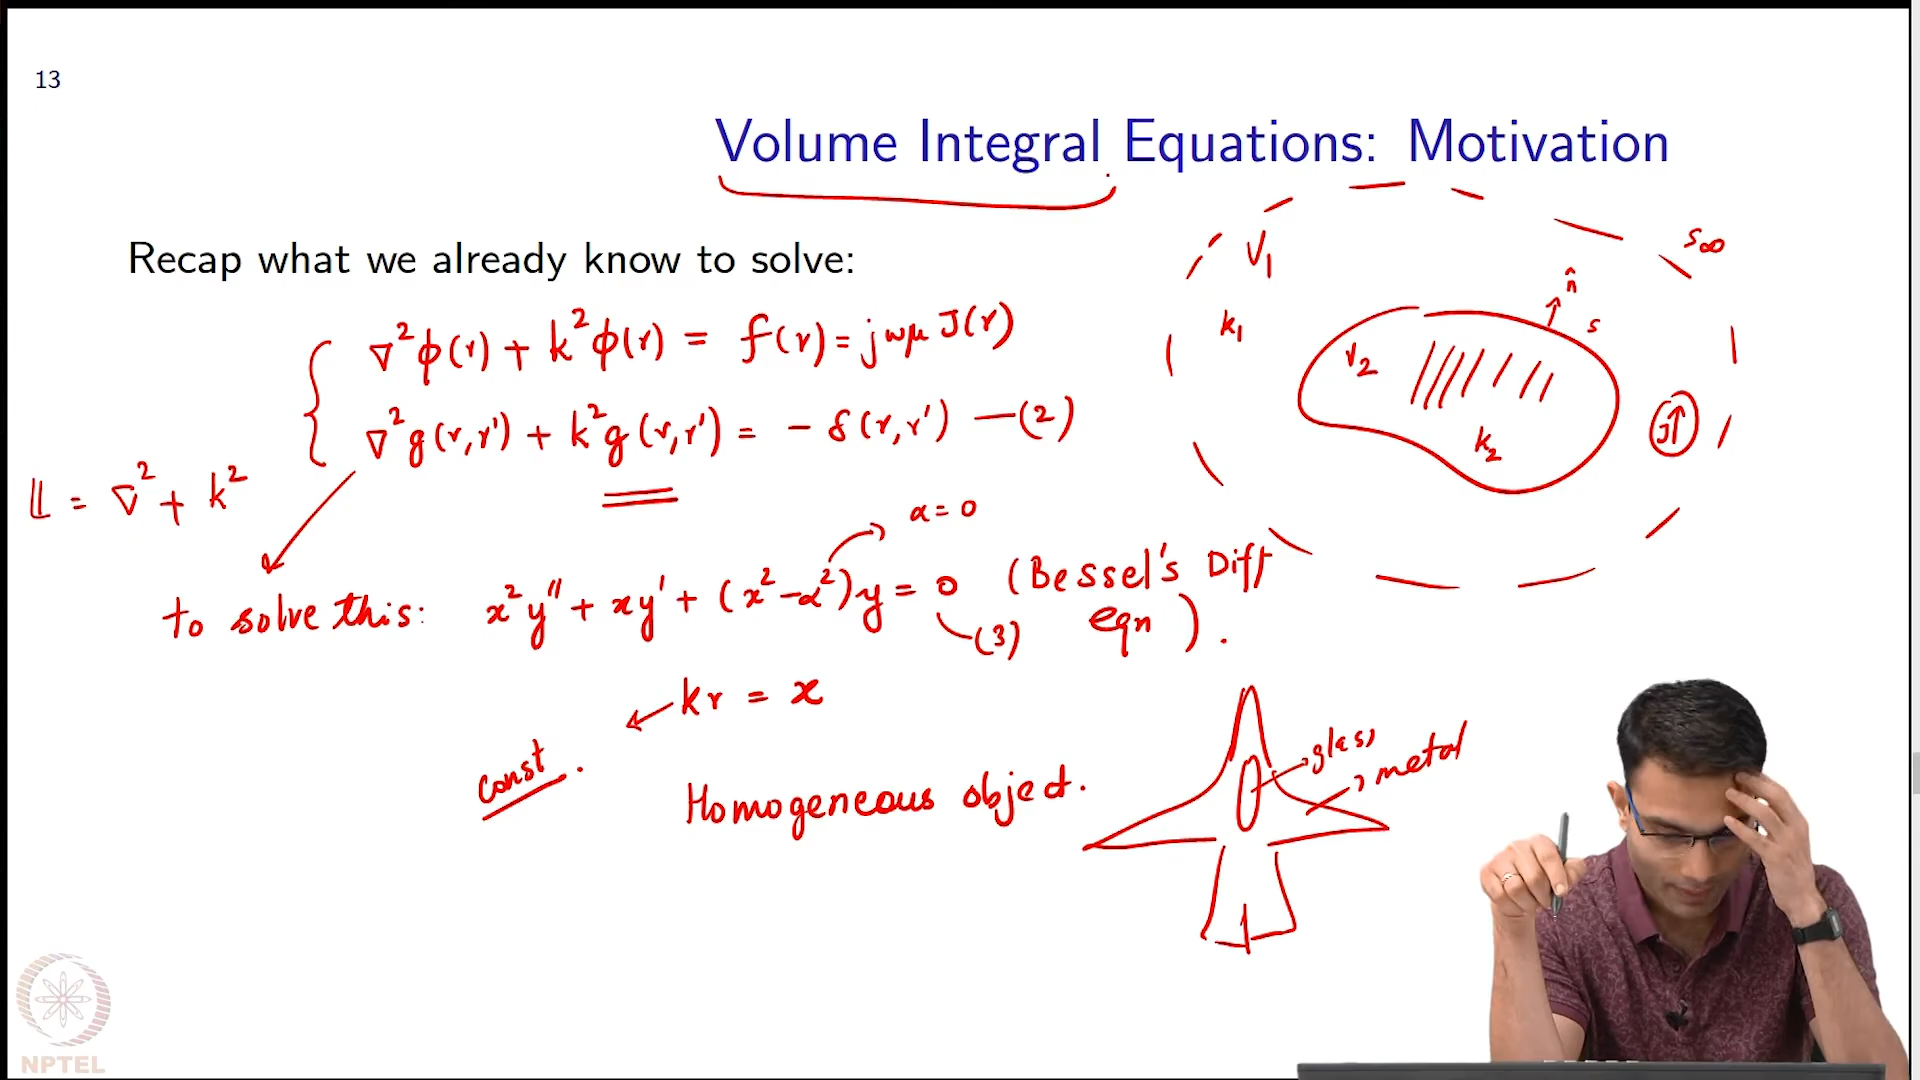 13
Volume Integral Equations: Motivation
Recap what we already know to solve:
∇²φ(r) + k²φ(r) = f(r) = jωμ J(r)
∇²g(r,r') + k²g(r,r') = - δ(r,r') —(2)
𝕃 = ∇² + k²
α = 0
to solve this: x²y'' + xy' + (x²-α²)y = 0 (Bessel's Diff
(3) eqn ).
kr = x
const.
Homogeneous object.
glass
metal
V1
k1
S∞
n̂
s
V2
k2
J
NPTEL